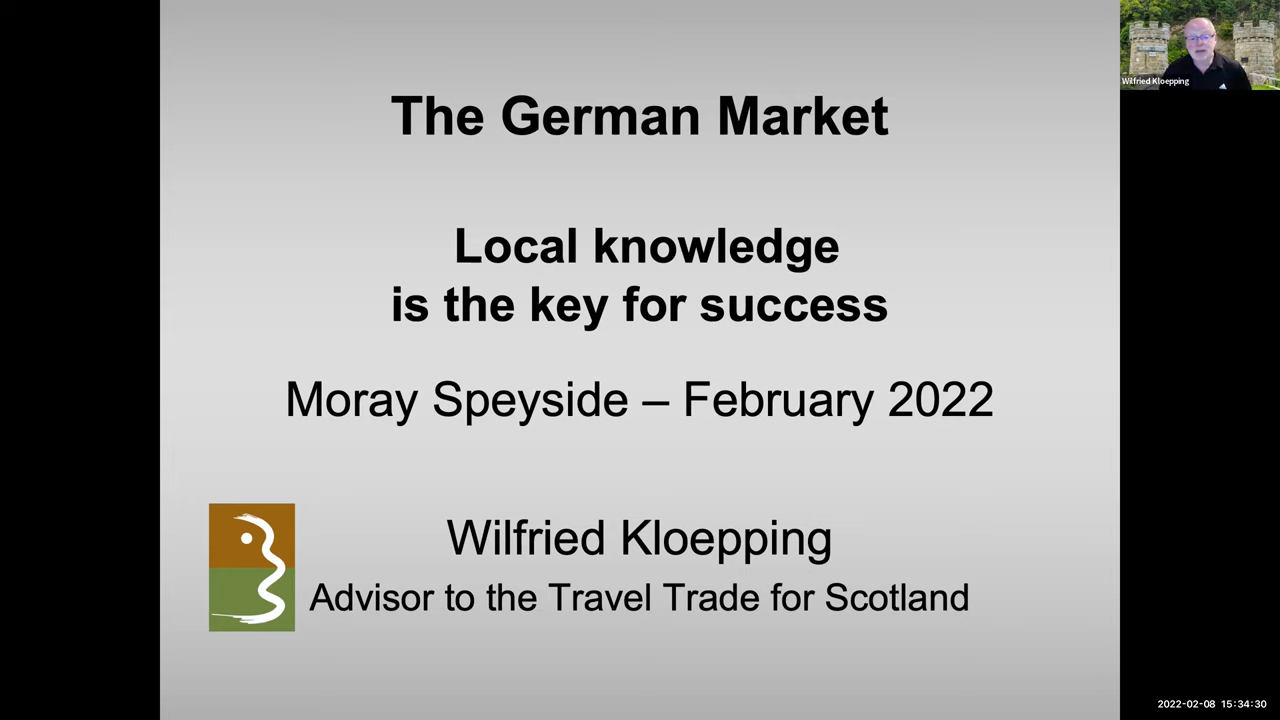 The German Market
Local knowledge
is the key for success
Moray Speyside – February 2022
Wilfried Kloepping
Advisor to the Travel Trade for Scotland
Wilfried Kloepping
2022-02-08 15:34:30